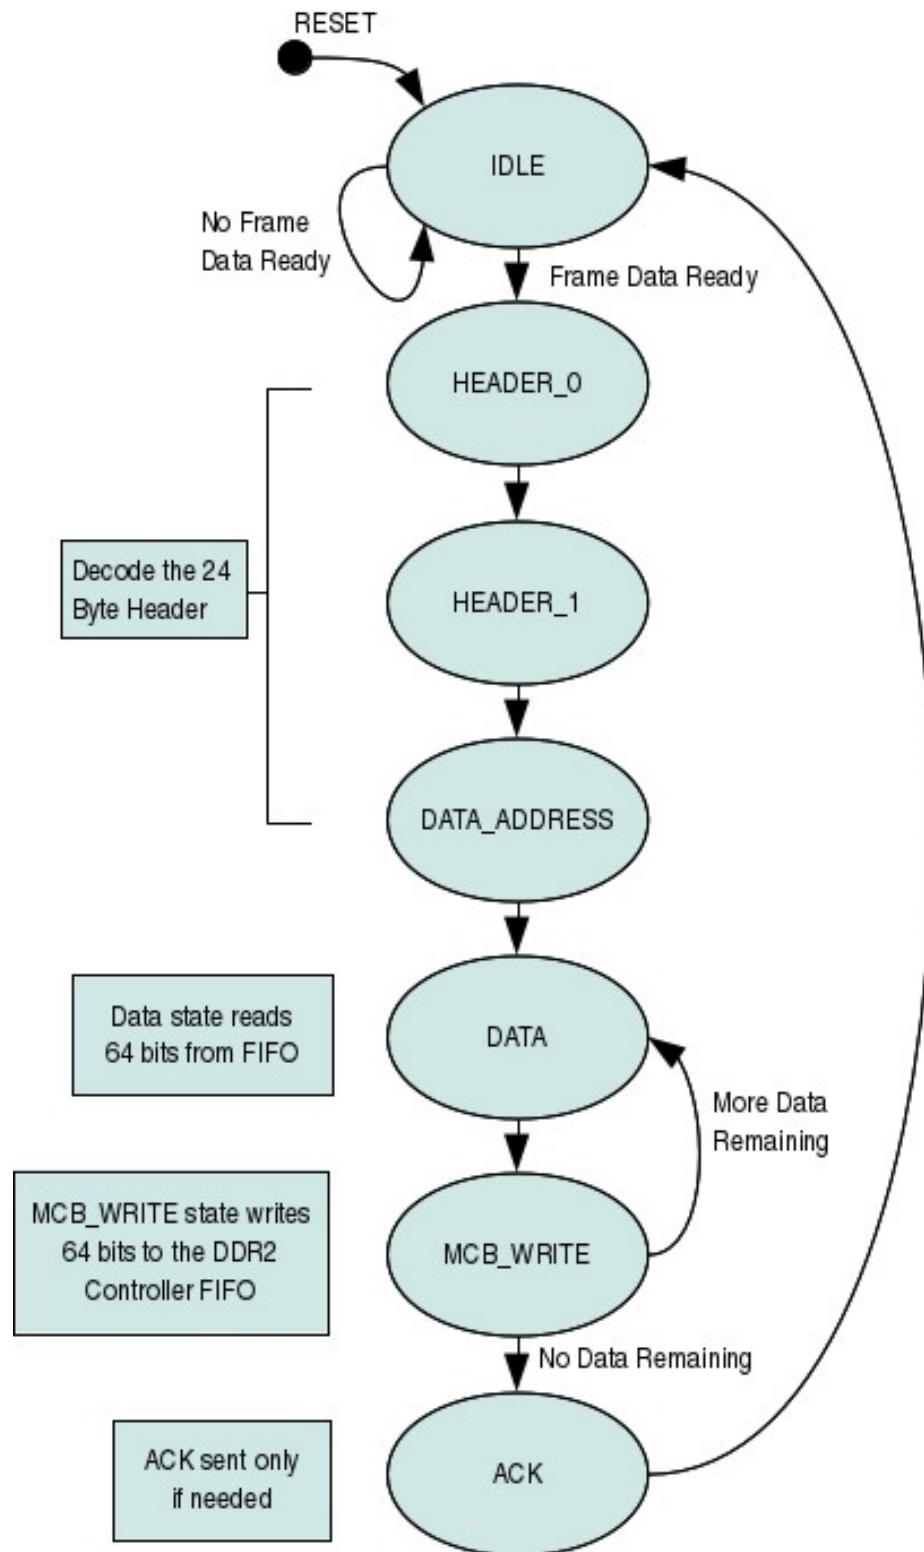 RESET
IDLE
No Frame
Data Ready
Frame Data Ready
HEADER_0
Decode the 24
Byte Header
HEADER_1
DATA_ADDRESS
Data state reads
64 bits from FIFO
DATA
More Data
Remaining
MCB_WRITE state writes
64 bits to the DDR2
Controller FIFO
MCB_WRITE
No Data Remaining
ACK sent only
if needed
ACK